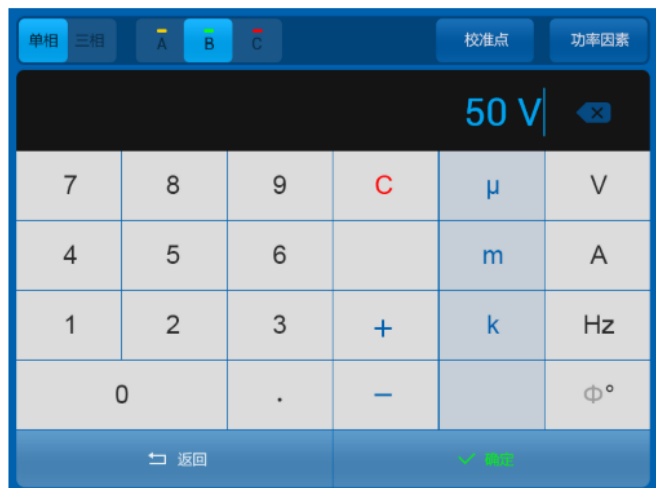 单相 三相 A B C 校准点 功率因素
50 V
7 8 9 C μ V
4 5 6 m A
1 2 3 + k Hz
0 . − Φ°
返回 确定